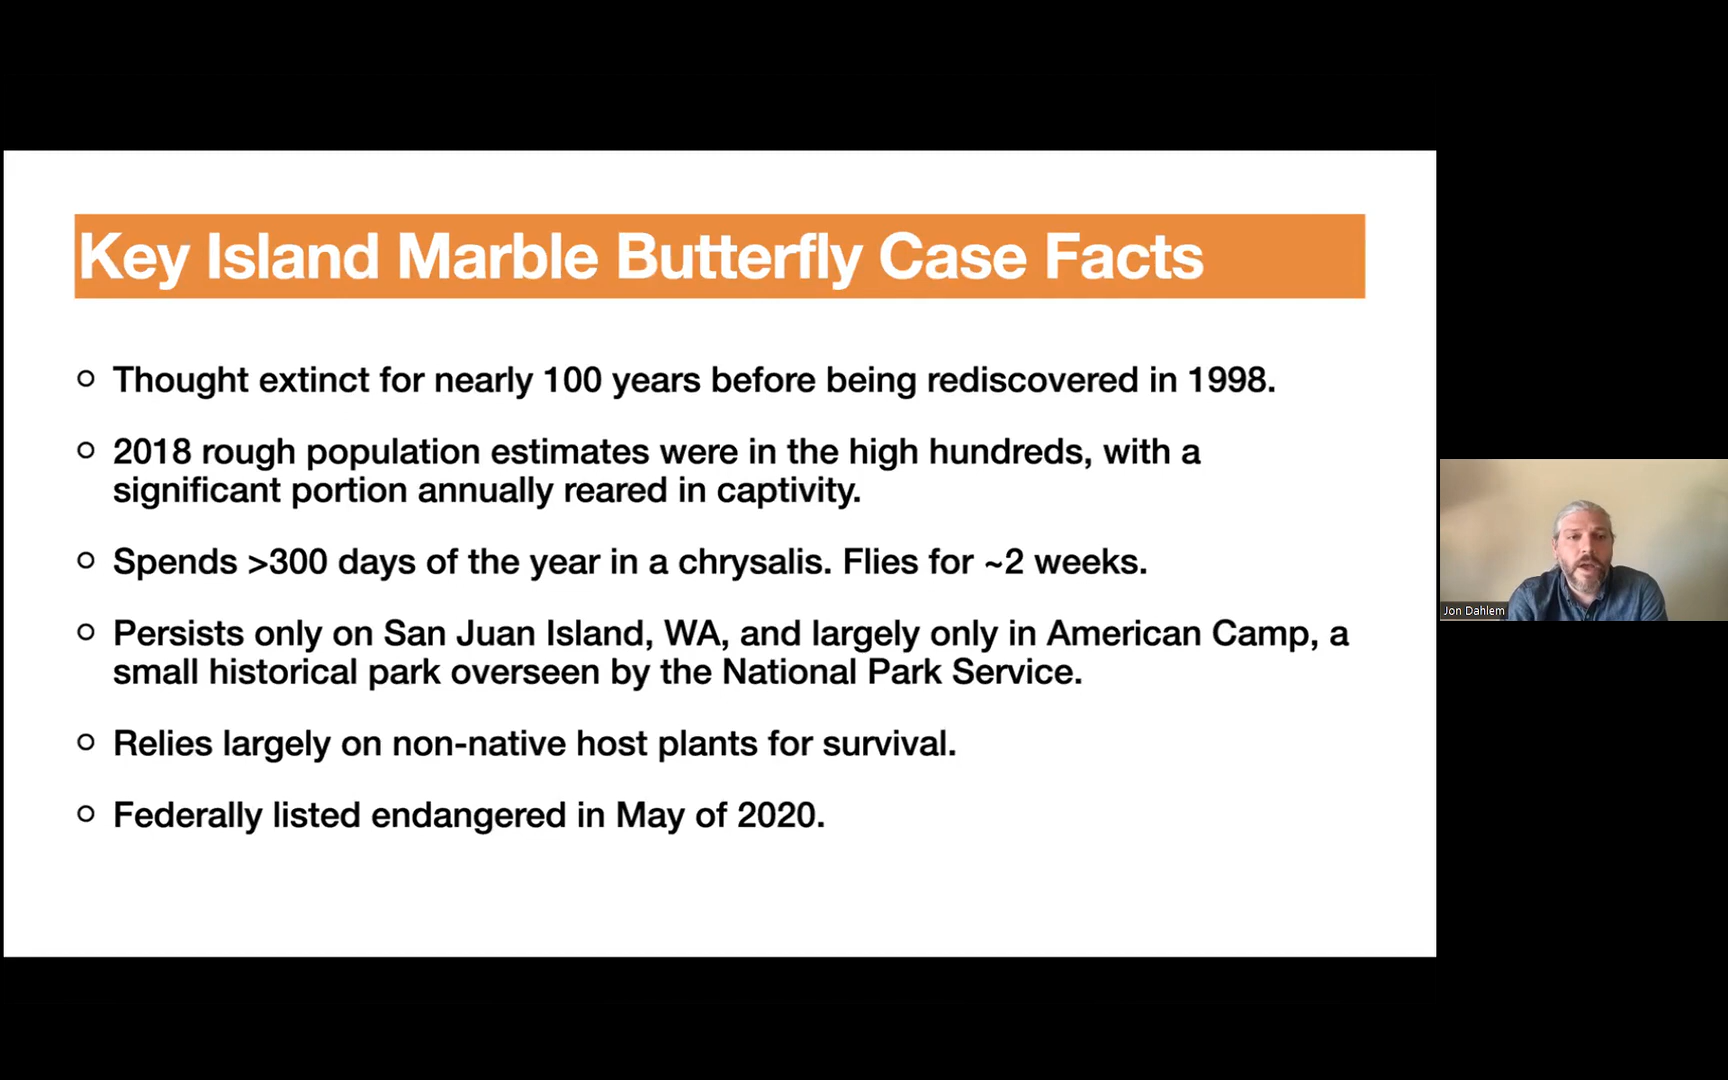 Key Island Marble Butterfly Case Facts
Thought extinct for nearly 100 years before being rediscovered in 1998.
2018 rough population estimates were in the high hundreds, with a
significant portion annually reared in captivity.
Spends >300 days of the year in a chrysalis. Flies for ~2 weeks.
Persists only on San Juan Island, WA, and largely only in American Camp, a
small historical park overseen by the National Park Service.
Relies largely on non-native host plants for survival.
Federally listed endangered in May of 2020.
Jon Dahlem